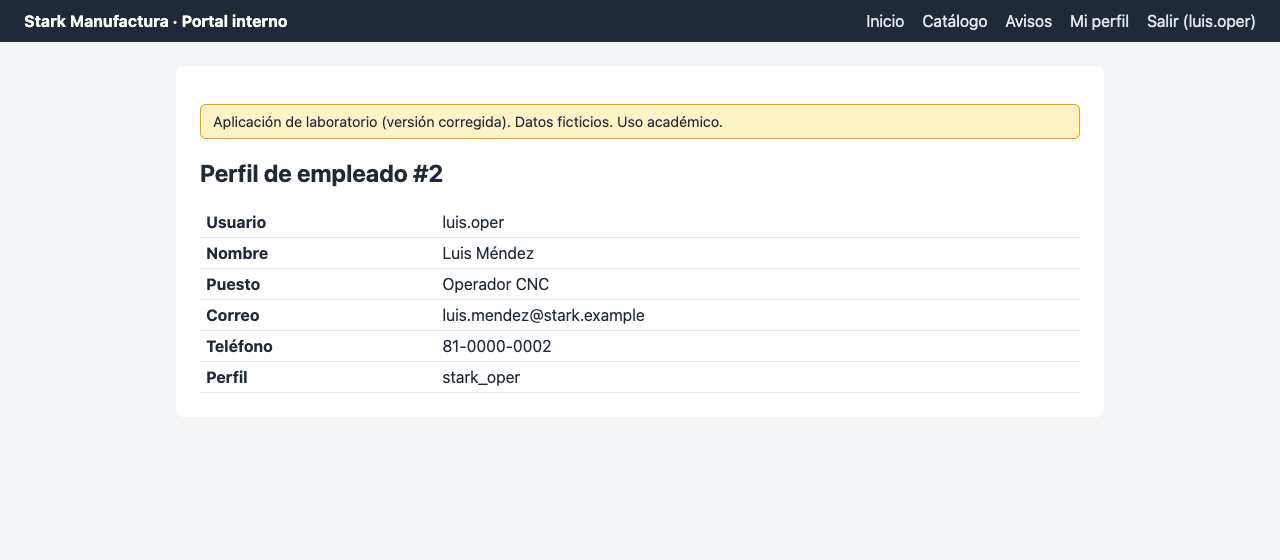 Stark Manufactura · Portal interno
Inicio Catálogo Avisos Mi perfil Salir (luis.oper)
Aplicación de laboratorio (versión corregida). Datos ficticios. Uso académico.
Perfil de empleado #2
Usuario luis.oper
Nombre Luis Méndez
Puesto Operador CNC
Correo luis.mendez@stark.example
Teléfono 81-0000-0002
Perfil stark_oper